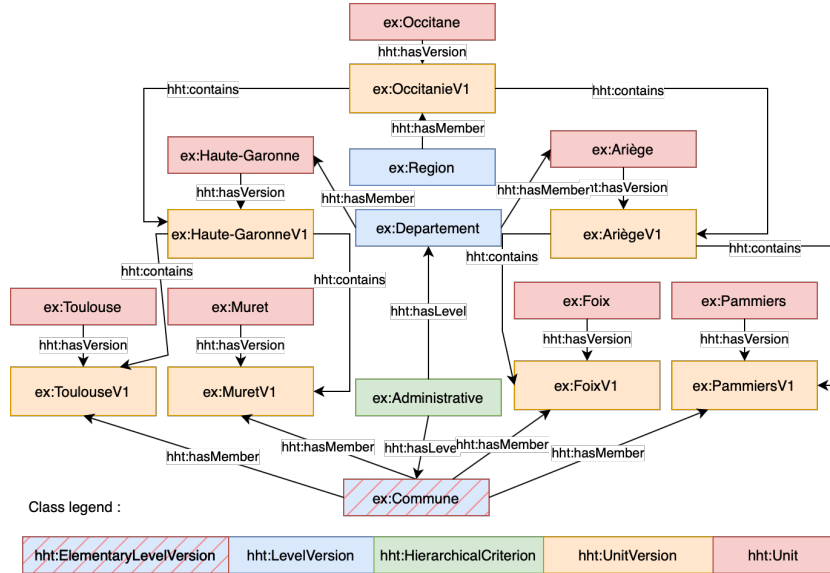 ex:Occitane
hht:hasVersion
ex:OccitanieV1
hht:contains
hht:contains
hht:hasMember
ex:Haute-Garonne
ex:Region
ex:Ariège
hht:hasVersion
hht:hasMember
hht:hasMember
ht:hasVersion
ex:Haute-GaronneV1
ex:Departement
ex:AriègeV1
hht:contains
hht:contains
hht:contains
hht:contains
ex:Toulouse
ex:Muret
hht:hasLevel
ex:Foix
ex:Pammiers
hht:hasVersion
hht:hasVersion
hht:hasVersion
hht:hasVersion
ex:ToulouseV1
ex:MuretV1
ex:Administrative
ex:FoixV1
ex:PammiersV1
hht:hasMember
hht:hasMember
hht:hasLeve
hht:hasMember
hht:hasMember
ex:Commune
Class legend :
hht:ElementaryLevelVersion
hht:LevelVersion
hht:HierarchicalCriterion
hht:UnitVersion
hht:Unit